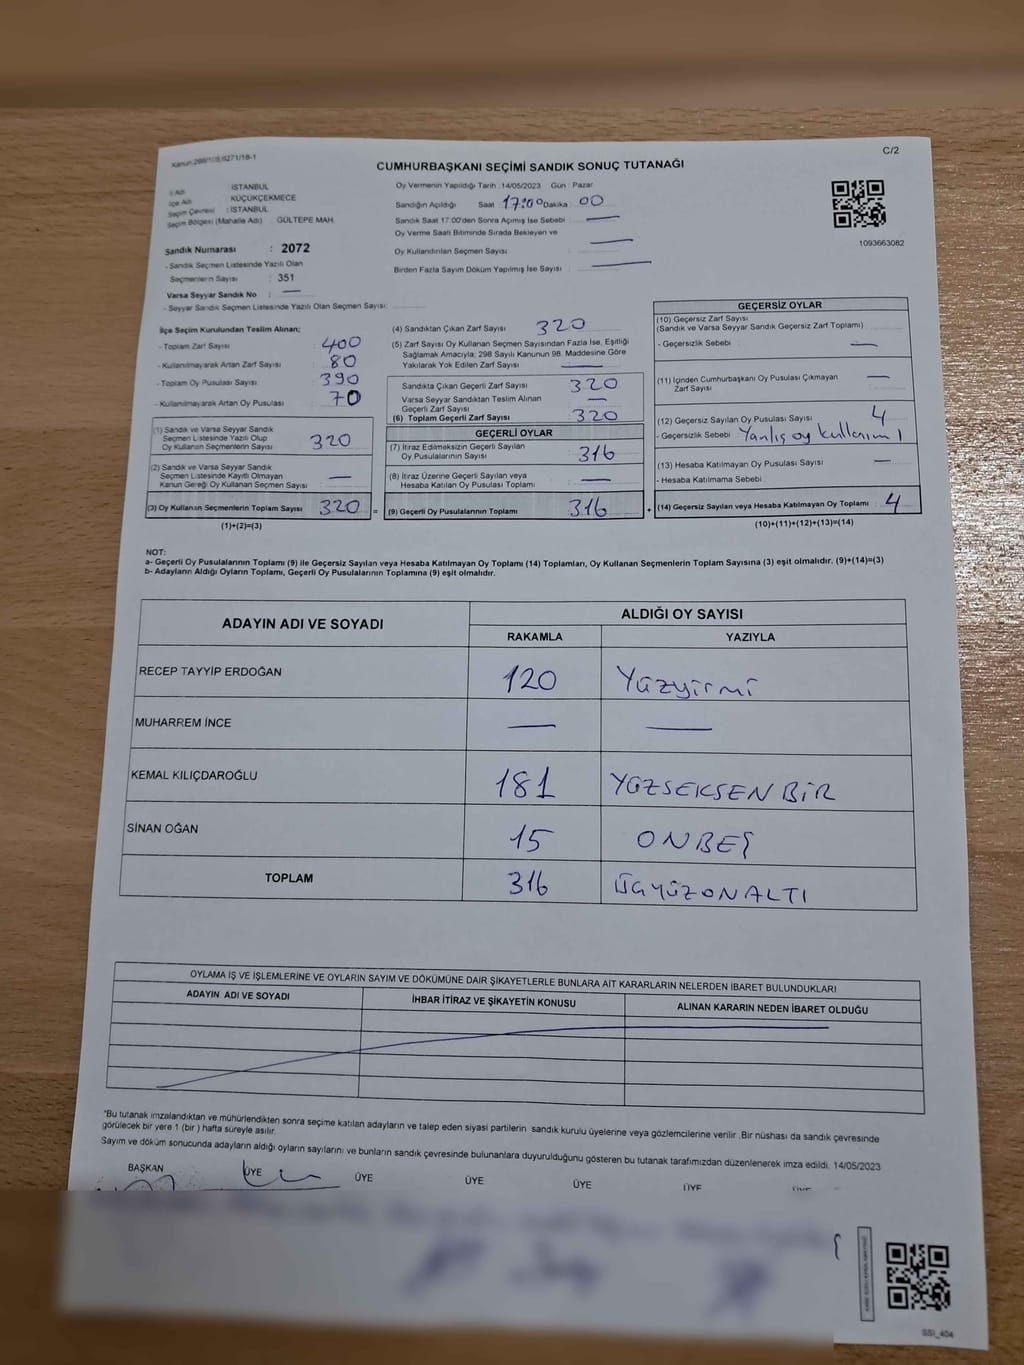 Kanun:298/108,6271/18-1
C/2
CUMHURBAŞKANI SEÇİMİ SANDIK SONUÇ TUTANAĞI
İl Adı : İSTANBUL
İlçe Adı : KÜÇÜKÇEKMECE
Seçim Çevresi : İSTANBUL
Seçim Bölgesi (Mahalle Adı) GÜLTEPE MAH.
Sandık Numarası : 2072
- Sandık Seçmen Listesinde Yazılı Olan
Seçmenlerin Sayısı : 351
Varsa Seyyar Sandık No : —
- Seyyar Sandık Seçmen Listesinde Yazılı Olan Seçmen Sayısı:
Oy Vermenin Yapıldığı Tarih : 14/05/2023 Gün : Pazar
Sandığın Açıldığı Saat : 17:00 Dakika : 00
Sandık Saat 17:00'den Sonra Açımış İse Sebebi : —
Oy Verme Saati Bitiminde Sırada Bekleyen ve
Oy Kullandırılan Seçmen Sayısı : —
Birden Fazla Sayım Döküm Yapılmış İse Sayısı : —
1093663082
İlçe Seçim Kurulundan Teslim Alınan;
- Toplam Zarf Sayısı : 400
- Kullanılmayarak Artan Zarf Sayısı : 80
- Toplam Oy Pusulası Sayısı : 390
- Kullanılmayarak Artan Oy Pusulası : 70
(1) Sandık ve Varsa Seyyar Sandık
Seçmen Listesinde Yazılı Olup
Oy Kullanan Seçmenlerin Sayısı 320
(2) Sandık ve Varsa Seyyar Sandık
Seçmen Listesinde Kayıtlı Olmayan
Kanun Gereği Oy Kullanan Seçmen Sayısı —
(3) Oy Kullanan Seçmenlerin Toplam Sayısı 320 =
(1)+(2)=(3)
(4) Sandıktan Çıkan Zarf Sayısı : 320
(5) Zarf Sayısı Oy Kullanan Seçmen Sayısından Fazla İse, Eşitliği
Sağlamak Amacıyla; 298 Sayılı Kanunun 98. Maddesine Göre
Yakılarak Yok Edilen Zarf Sayısı : —
Sandıkta Çıkan Geçerli Zarf Sayısı : 320
Varsa Seyyar Sandıktan Teslim Alınan
Geçerli Zarf Sayısı : —
(6) Toplam Geçerli Zarf Sayısı : 320
GEÇERLİ OYLAR
(7) İtiraz Edilmeksizin Geçerli Sayılan
Oy Pusulalarının Sayısı : 316
(8) İtiraz Üzerine Geçerli Sayılan veya
Hesaba Katılan Oy Pusulası Toplamı : —
(9) Geçerli Oy Pusulalarının Toplamı : 316 +
GEÇERSİZ OYLAR
(10) Geçersiz Zarf Sayısı
(Sandık ve Varsa Seyyar Sandık Geçersiz Zarf Toplamı) :
- Geçersizlik Sebebi : —
(11) İçinden Cumhurbaşkanı Oy Pusulası Çıkmayan
Zarf Sayısı : —
(12) Geçersiz Sayılan Oy Pusulası Sayısı : 4
- Geçersizlik Sebebi : Yanlış oy kullanımı
(13) Hesaba Katılmayan Oy Pusulası Sayısı : —
- Hesaba Katılmama Sebebi :
(14) Geçersiz Sayılan veya Hesaba Katılmayan Oy Toplamı : 4
(10)+(11)+(12)+(13)=(14)
NOT:
a- Geçerli Oy Pusulalarının Toplamı (9) ile Geçersiz Sayılan veya Hesaba Katılmayan Oy Toplamı (14) Toplamları, Oy Kullanan Seçmenlerin Toplam Sayısına (3) eşit olmalıdır. (9)+(14)=(3)
b- Adayların Aldığı Oyların Toplamı, Geçerli Oy Pusulalarının Toplamına (9) eşit olmalıdır.
ADAYIN ADI VE SOYADI
ALDIĞI OY SAYISI
RAKAMLA YAZIYLA
RECEP TAYYİP ERDOĞAN 120 Yüzyirmi
MUHARREM İNCE — —
KEMAL KILIÇDAROĞLU 181 YÜZSEKSENBİR
SİNAN OĞAN 15 ONBEŞ
TOPLAM 316 ÜÇYÜZONALTI
OYLAMA İŞ VE İŞLEMLERİNE VE OYLARIN SAYIM VE DÖKÜMÜNE DAİR ŞİKAYETLERLE BUNLARA AİT KARARLARIN NELERDEN İBARET BULUNDUKLARI
ADAYIN ADI VE SOYADI İHBAR İTİRAZ VE ŞİKAYETİN KONUSU ALINAN KARARIN NEDEN İBARET OLDUĞU
*Bu tutanak imzalandıktan ve mühürlendikten sonra seçime katılan adayların ve talep eden siyasi partilerin sandık kurulu üyelerine veya gözlemcilerine verilir .Bir nüshası da sandık çevresinde
görülecek bir yere 1 (bir ) hafta süreyle asılır.
Sayım ve döküm sonucunda adayların aldığı oyların sayılarını ve bunların sandık çevresinde bulunanlara duyurulduğunu gösteren bu tutanak tarafımızdan düzenlenerek imza edildi. 14/05/2023
BAŞKAN ÜYE ÜYE ÜYE ÜYE ÜYE
SSI_404